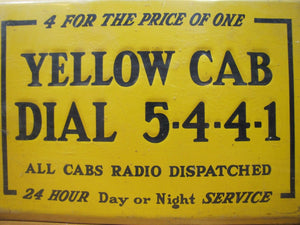 4 FOR THE PRICE OF ONE
YELLOW CAB
DIAL 5·4·4·1
ALL CABS RADIO DISPATCHED
24 HOUR Day or Night SERVICE